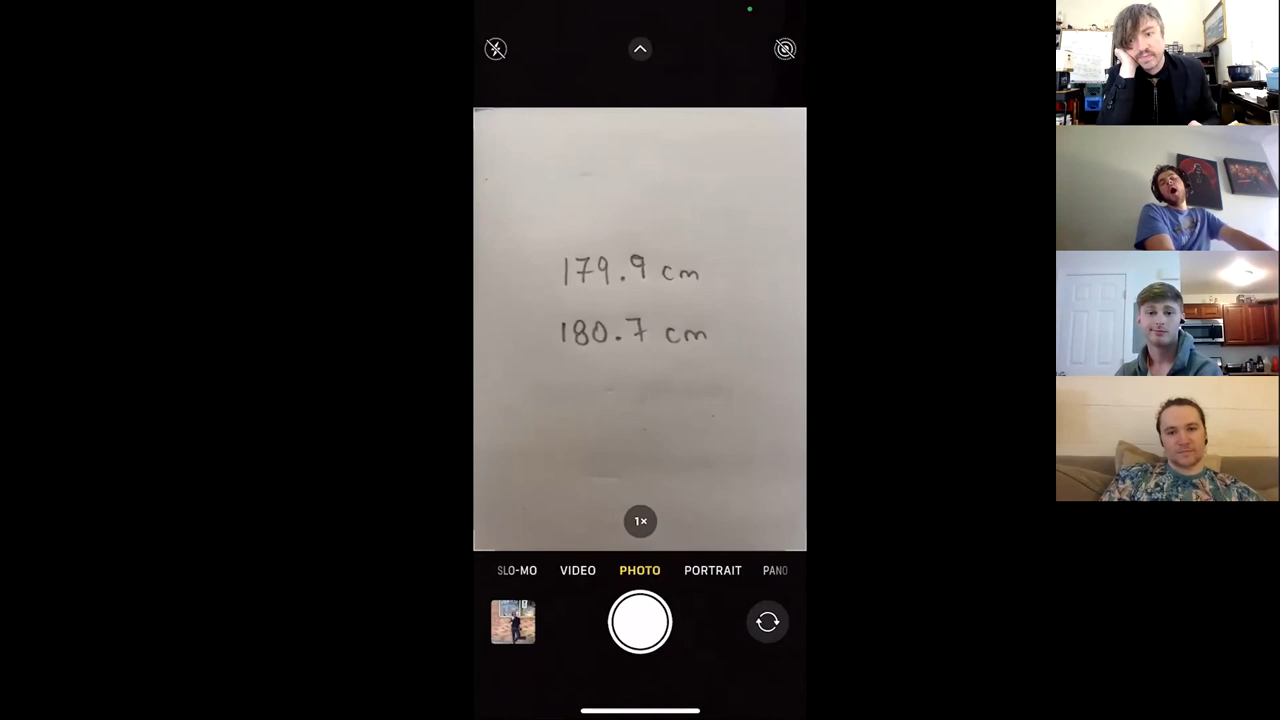 179.9 cm
180.7 cm
1×
SLO-MO
VIDEO
PHOTO
PORTRAIT
PANO